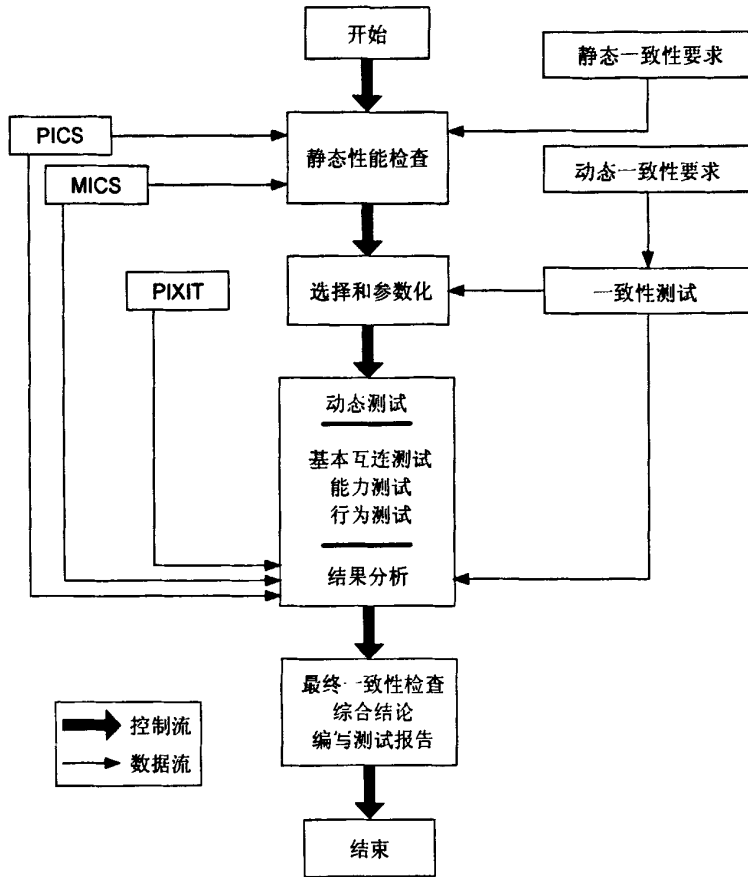 开始
静态一致性要求
PICS
静态性能检查
MICS
动态一致性要求
PIXIT
选择和参数化
一致性测试
动态测试
基本互连测试
能力测试
行为测试
结果分析
最终一致性检查
综合结论
编写测试报告
控制流
数据流
结束